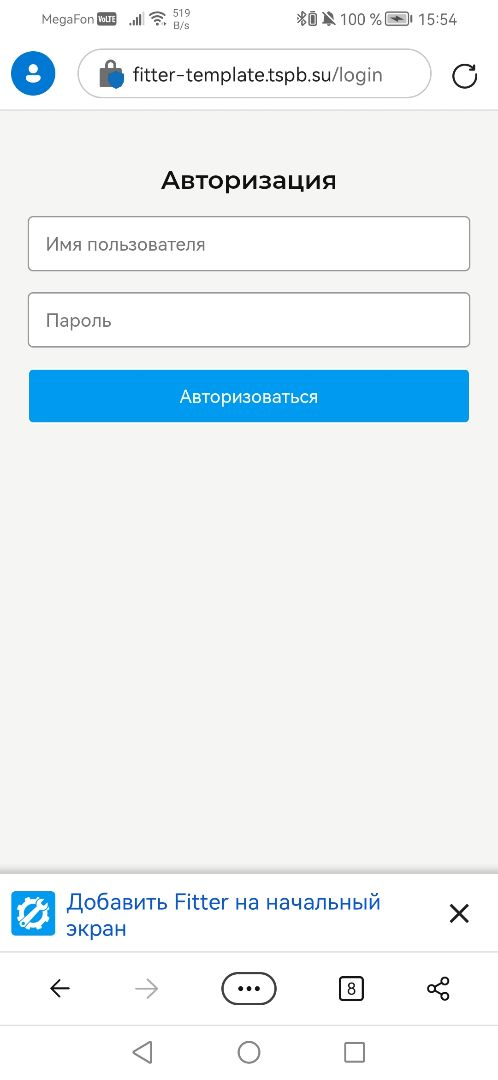 MegaFon VoLTE 519 B/s 100 % 15:54
fitter-template.tspb.su/login
Авторизация
Имя пользователя
Пароль
Авторизоваться
Добавить Fitter на начальный
экран
8